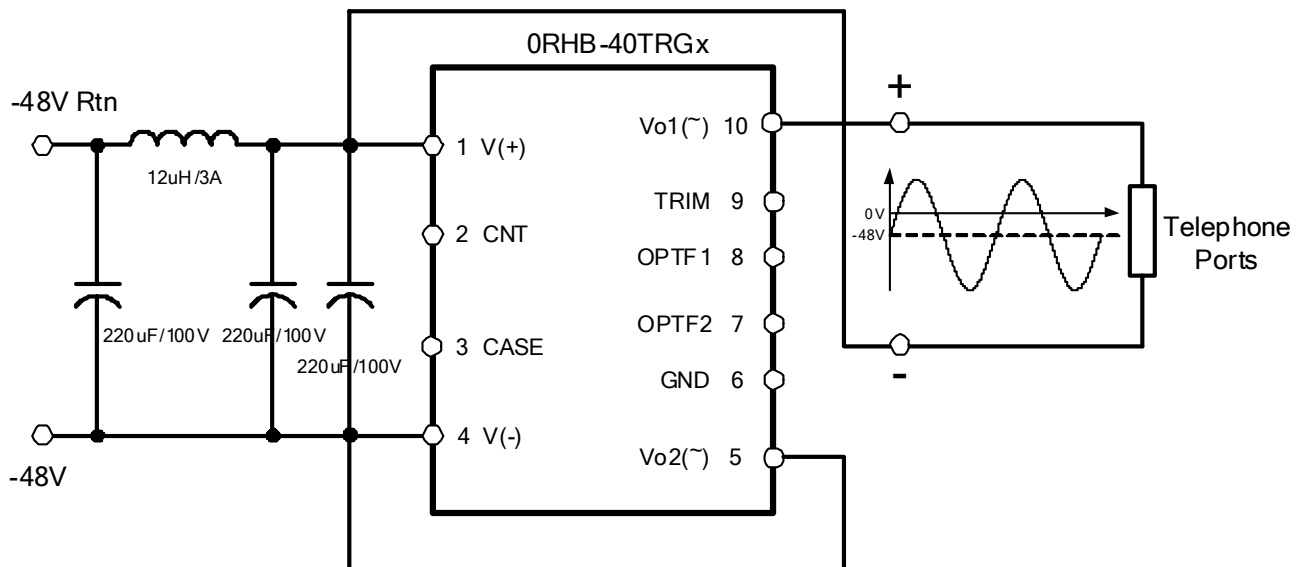 0RHB-40TRGx
-48V Rtn
12uH/3A
220uF/100V
220uF/100V
220uF/100V
-48V
1 V(+)
2 CNT
3 CASE
4 V(-)
Vo1(~) 10
TRIM 9
OPTF1 8
OPTF2 7
GND 6
Vo2(~) 5
+
0V
-48V
-
Telephone
Ports